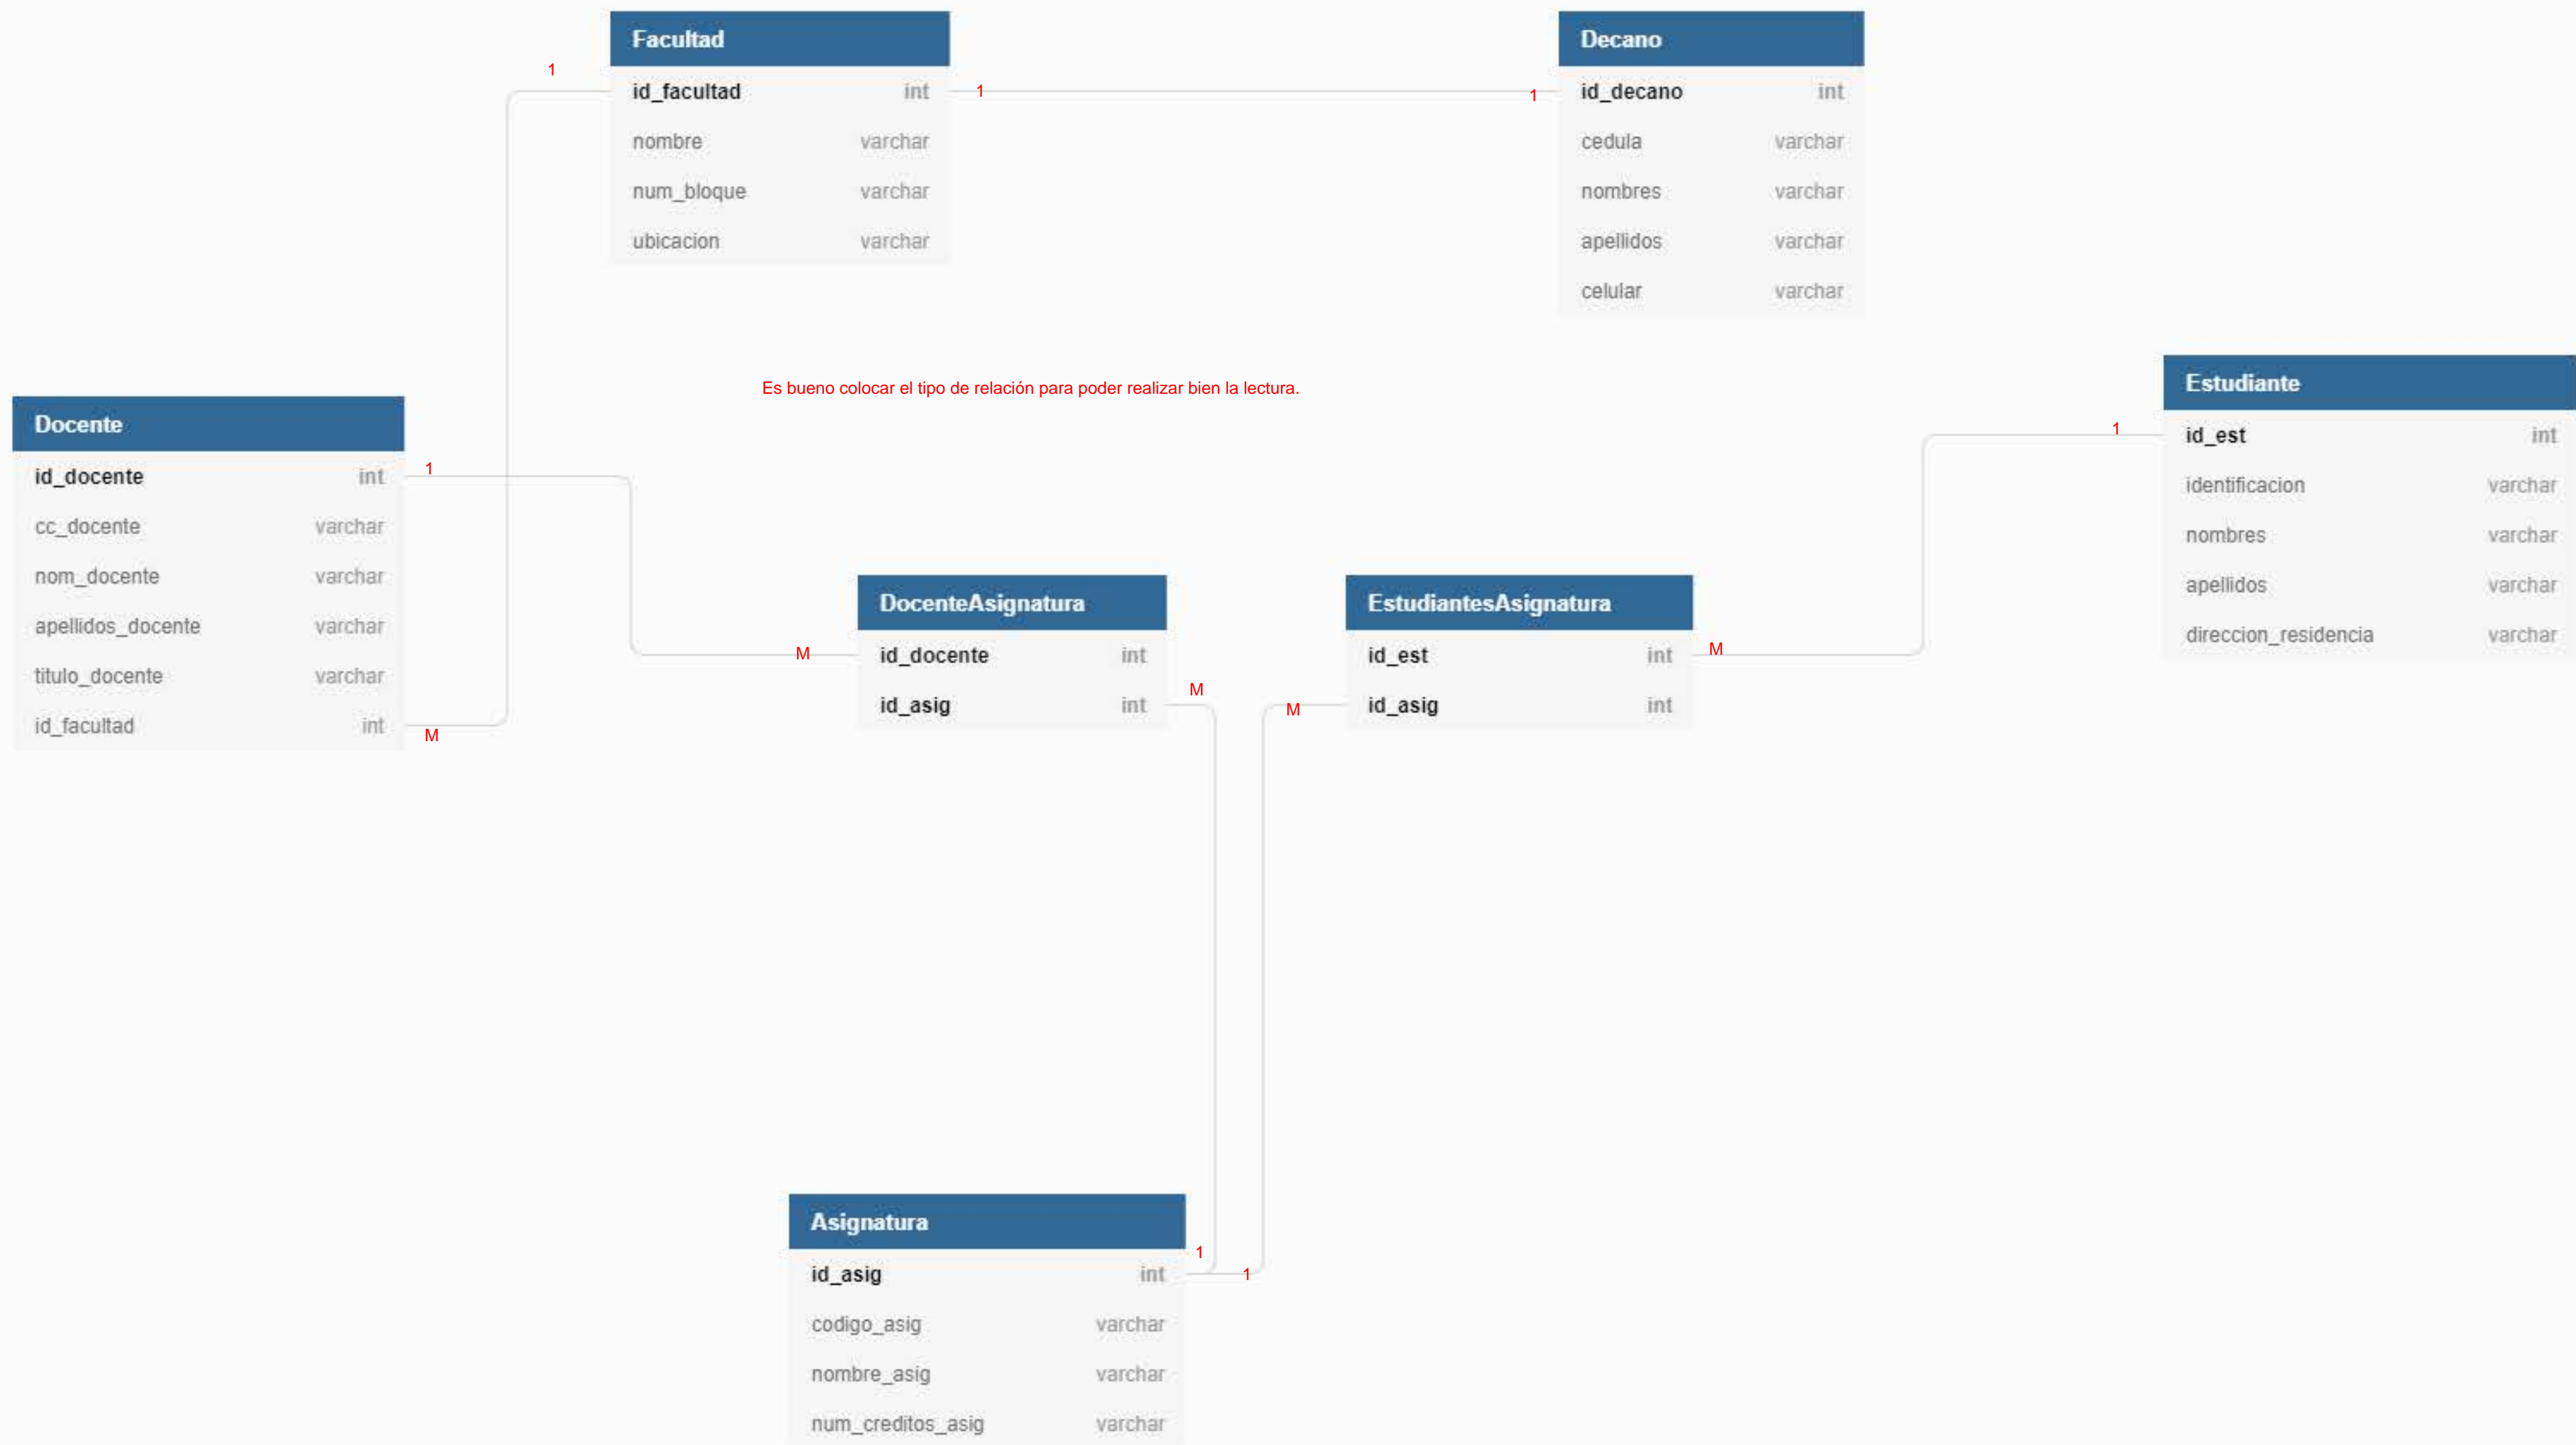 Facultad
1
id_facultad int 1
nombre varchar
num_bloque varchar
ubicacion varchar
Decano
1 id_decano int
cedula varchar
nombres varchar
apellidos varchar
celular varchar
Es bueno colocar el tipo de relación para poder realizar bien la lectura.
Docente
id_docente int 1
cc_docente varchar
nom_docente varchar
apellidos_docente varchar
titulo_docente varchar
id_facultad int M
Estudiante
1 id_est int
identificacion varchar
nombres varchar
apellidos varchar
direccion_residencia varchar
DocenteAsignatura
M id_docente int
id_asig int M
EstudiantesAsignatura
id_est int M
M id_asig int
Asignatura
1
id_asig int 1
codigo_asig varchar
nombre_asig varchar
num_creditos_asig varchar